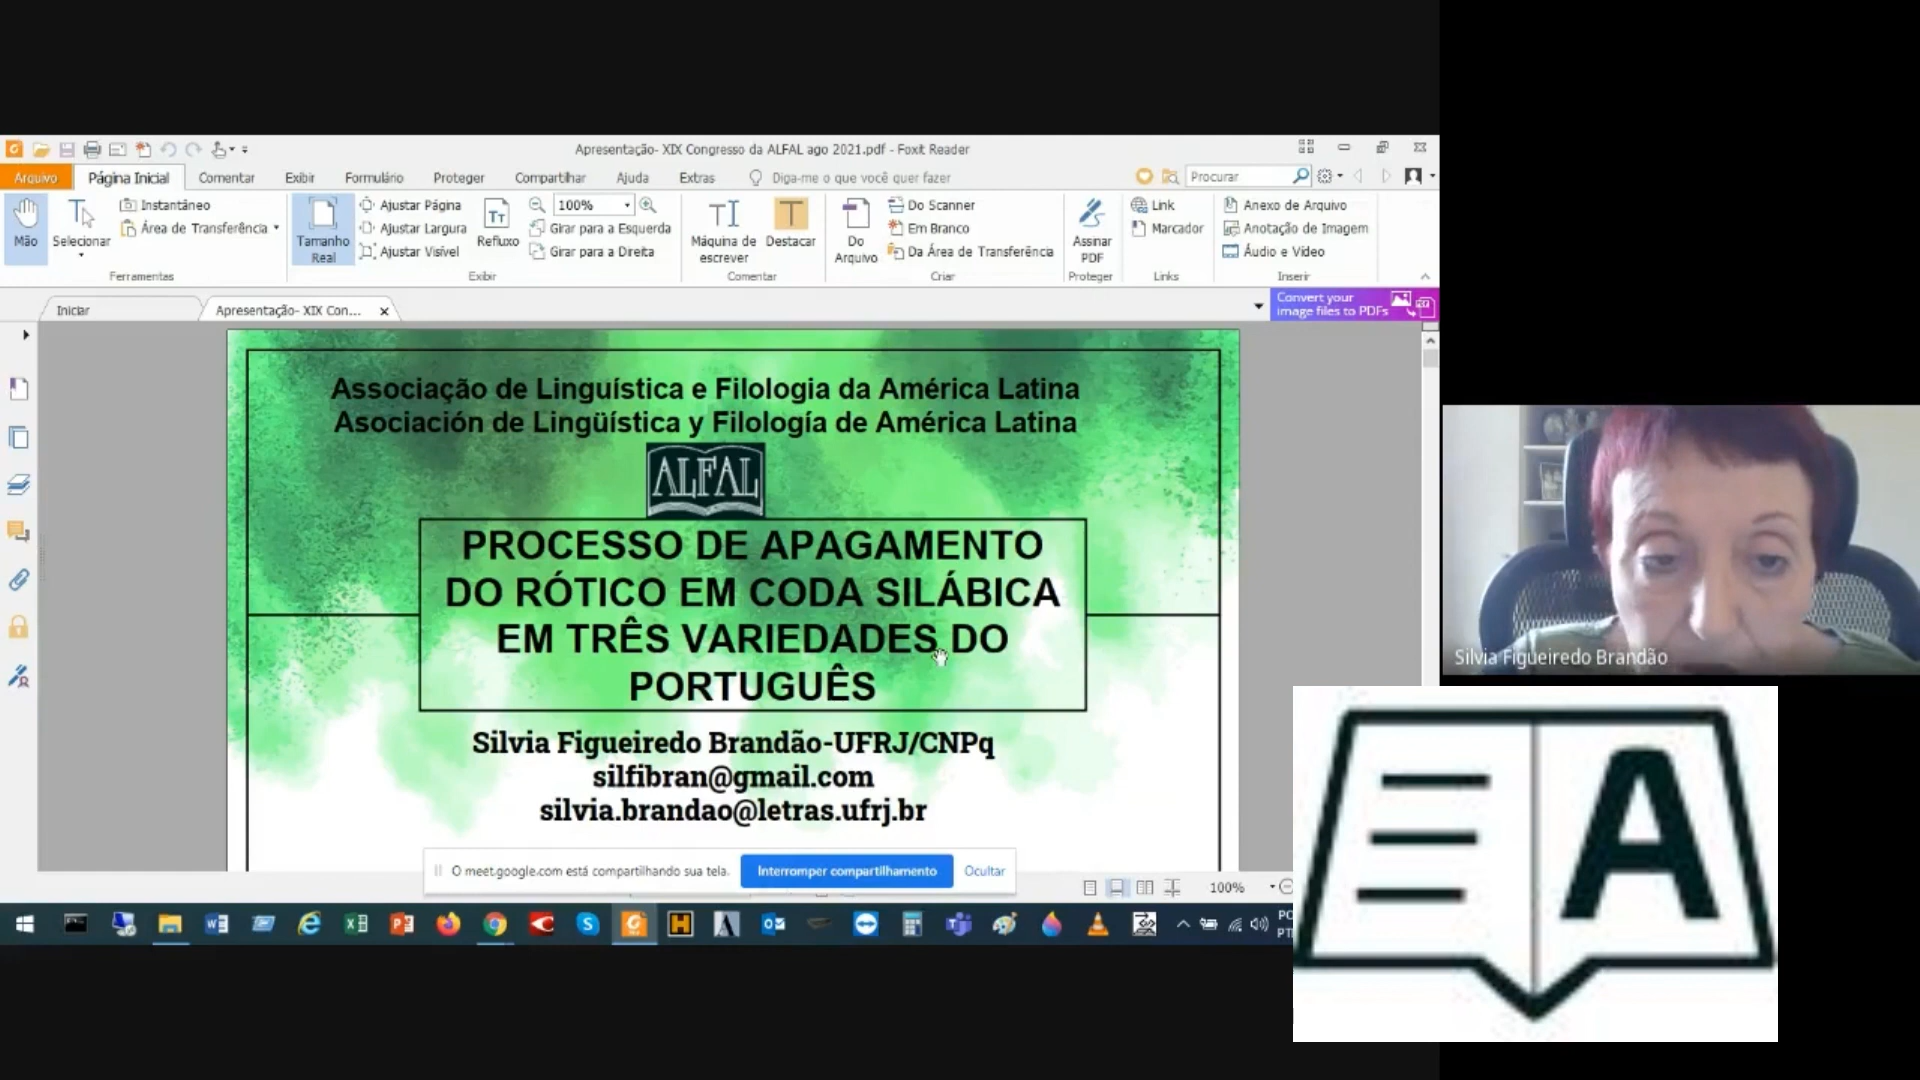 Apresentação- XIX Congresso da ALFAL ago 2021.pdf - Foxit Reader
Arquivo
Página Inicial
Comentar
Exibir
Formulário
Proteger
Compartilhar
Ajuda
Extras
Diga-me o que você quer fazer
Procurar
Mão
Selecionar
Instantâneo
Área de Transferência
Ferramentas
Tamanho
Real
Ajustar Página
Ajustar Largura
Ajustar Visível
Refluxo
100%
Girar para a Esquerda
Girar para a Direita
Exibir
Máquina de
escrever
Destacar
Comentar
Do
Arquivo
Do Scanner
Em Branco
Da Área de Transferência
Criar
Assinar
PDF
Proteger
Link
Marcador
Links
Anexo de Arquivo
Anotação de Imagem
Áudio e Vídeo
Inserir
Iniciar
Apresentação- XIX Con...
Convert your
image files to PDFs
Associação de Linguística e Filologia da América Latina
Asociación de Lingüística y Filología de América Latina
ALFAL
PROCESSO DE APAGAMENTO
DO RÓTICO EM CODA SILÁBICA
EM TRÊS VARIEDADES DO
PORTUGUÊS
Silvia Figueiredo Brandão-UFRJ/CNPq
silfibran@gmail.com
silvia.brandao@letras.ufrj.br
O meet.google.com está compartilhando sua tela.
Interromper compartilhamento
Ocultar
100%
Silvia Figueiredo Brandão
A